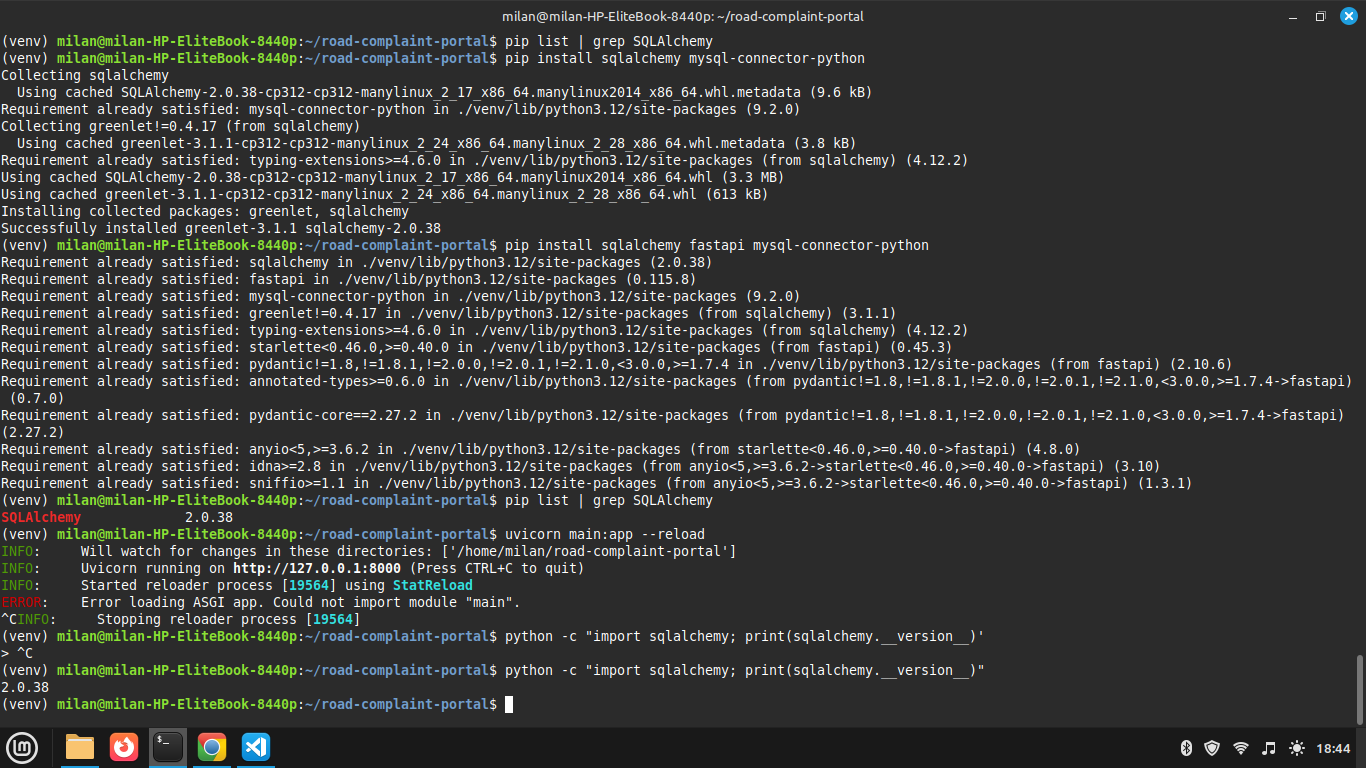 milan@milan-HP-EliteBook-8440p: ~/road-complaint-portal
(venv) milan@milan-HP-EliteBook-8440p:~/road-complaint-portal$ pip list | grep SQLAlchemy
(venv) milan@milan-HP-EliteBook-8440p:~/road-complaint-portal$ pip install sqlalchemy mysql-connector-python
Collecting sqlalchemy
  Using cached SQLAlchemy-2.0.38-cp312-cp312-manylinux_2_17_x86_64.manylinux2014_x86_64.whl.metadata (9.6 kB)
Requirement already satisfied: mysql-connector-python in ./venv/lib/python3.12/site-packages (9.2.0)
Collecting greenlet!=0.4.17 (from sqlalchemy)
  Using cached greenlet-3.1.1-cp312-cp312-manylinux_2_24_x86_64.manylinux_2_28_x86_64.whl.metadata (3.8 kB)
Requirement already satisfied: typing-extensions>=4.6.0 in ./venv/lib/python3.12/site-packages (from sqlalchemy) (4.12.2)
Using cached SQLAlchemy-2.0.38-cp312-cp312-manylinux_2_17_x86_64.manylinux2014_x86_64.whl (3.3 MB)
Using cached greenlet-3.1.1-cp312-cp312-manylinux_2_24_x86_64.manylinux_2_28_x86_64.whl (613 kB)
Installing collected packages: greenlet, sqlalchemy
Successfully installed greenlet-3.1.1 sqlalchemy-2.0.38
(venv) milan@milan-HP-EliteBook-8440p:~/road-complaint-portal$ pip install sqlalchemy fastapi mysql-connector-python
Requirement already satisfied: sqlalchemy in ./venv/lib/python3.12/site-packages (2.0.38)
Requirement already satisfied: fastapi in ./venv/lib/python3.12/site-packages (0.115.8)
Requirement already satisfied: mysql-connector-python in ./venv/lib/python3.12/site-packages (9.2.0)
Requirement already satisfied: greenlet!=0.4.17 in ./venv/lib/python3.12/site-packages (from sqlalchemy) (3.1.1)
Requirement already satisfied: typing-extensions>=4.6.0 in ./venv/lib/python3.12/site-packages (from sqlalchemy) (4.12.2)
Requirement already satisfied: starlette<0.46.0,>=0.40.0 in ./venv/lib/python3.12/site-packages (from fastapi) (0.45.3)
Requirement already satisfied: pydantic!=1.8,!=1.8.1,!=2.0.0,!=2.0.1,!=2.1.0,<3.0.0,>=1.7.4 in ./venv/lib/python3.12/site-packages (from fastapi) (2.10.6)
Requirement already satisfied: annotated-types>=0.6.0 in ./venv/lib/python3.12/site-packages (from pydantic!=1.8,!=1.8.1,!=2.0.0,!=2.0.1,!=2.1.0,<3.0.0,>=1.7.4->fastapi)
 (0.7.0)
Requirement already satisfied: pydantic-core==2.27.2 in ./venv/lib/python3.12/site-packages (from pydantic!=1.8,!=1.8.1,!=2.0.0,!=2.0.1,!=2.1.0,<3.0.0,>=1.7.4->fastapi)
(2.27.2)
Requirement already satisfied: anyio<5,>=3.6.2 in ./venv/lib/python3.12/site-packages (from starlette<0.46.0,>=0.40.0->fastapi) (4.8.0)
Requirement already satisfied: idna>=2.8 in ./venv/lib/python3.12/site-packages (from anyio<5,>=3.6.2->starlette<0.46.0,>=0.40.0->fastapi) (3.10)
Requirement already satisfied: sniffio>=1.1 in ./venv/lib/python3.12/site-packages (from anyio<5,>=3.6.2->starlette<0.46.0,>=0.40.0->fastapi) (1.3.1)
(venv) milan@milan-HP-EliteBook-8440p:~/road-complaint-portal$ pip list | grep SQLAlchemy
SQLAlchemy             2.0.38
(venv) milan@milan-HP-EliteBook-8440p:~/road-complaint-portal$ uvicorn main:app --reload
INFO:     Will watch for changes in these directories: ['/home/milan/road-complaint-portal']
INFO:     Uvicorn running on http://127.0.0.1:8000 (Press CTRL+C to quit)
INFO:     Started reloader process [19564] using StatReload
ERROR:    Error loading ASGI app. Could not import module "main".
^CINFO:     Stopping reloader process [19564]
(venv) milan@milan-HP-EliteBook-8440p:~/road-complaint-portal$ python -c "import sqlalchemy; print(sqlalchemy.__version__)'
> ^C
(venv) milan@milan-HP-EliteBook-8440p:~/road-complaint-portal$ python -c "import sqlalchemy; print(sqlalchemy.__version__)"
2.0.38
(venv) milan@milan-HP-EliteBook-8440p:~/road-complaint-portal$
18:44